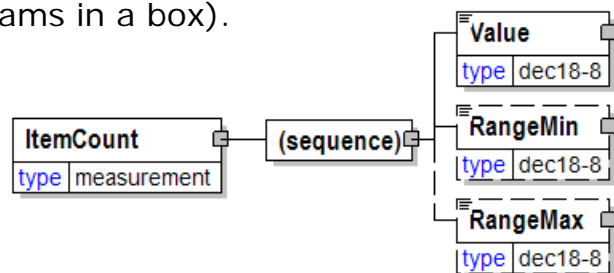 ams in a box).
Value
type dec18-8
ItemCount
type measurement
(sequence)
RangeMin
type dec18-8
RangeMax
type dec18-8